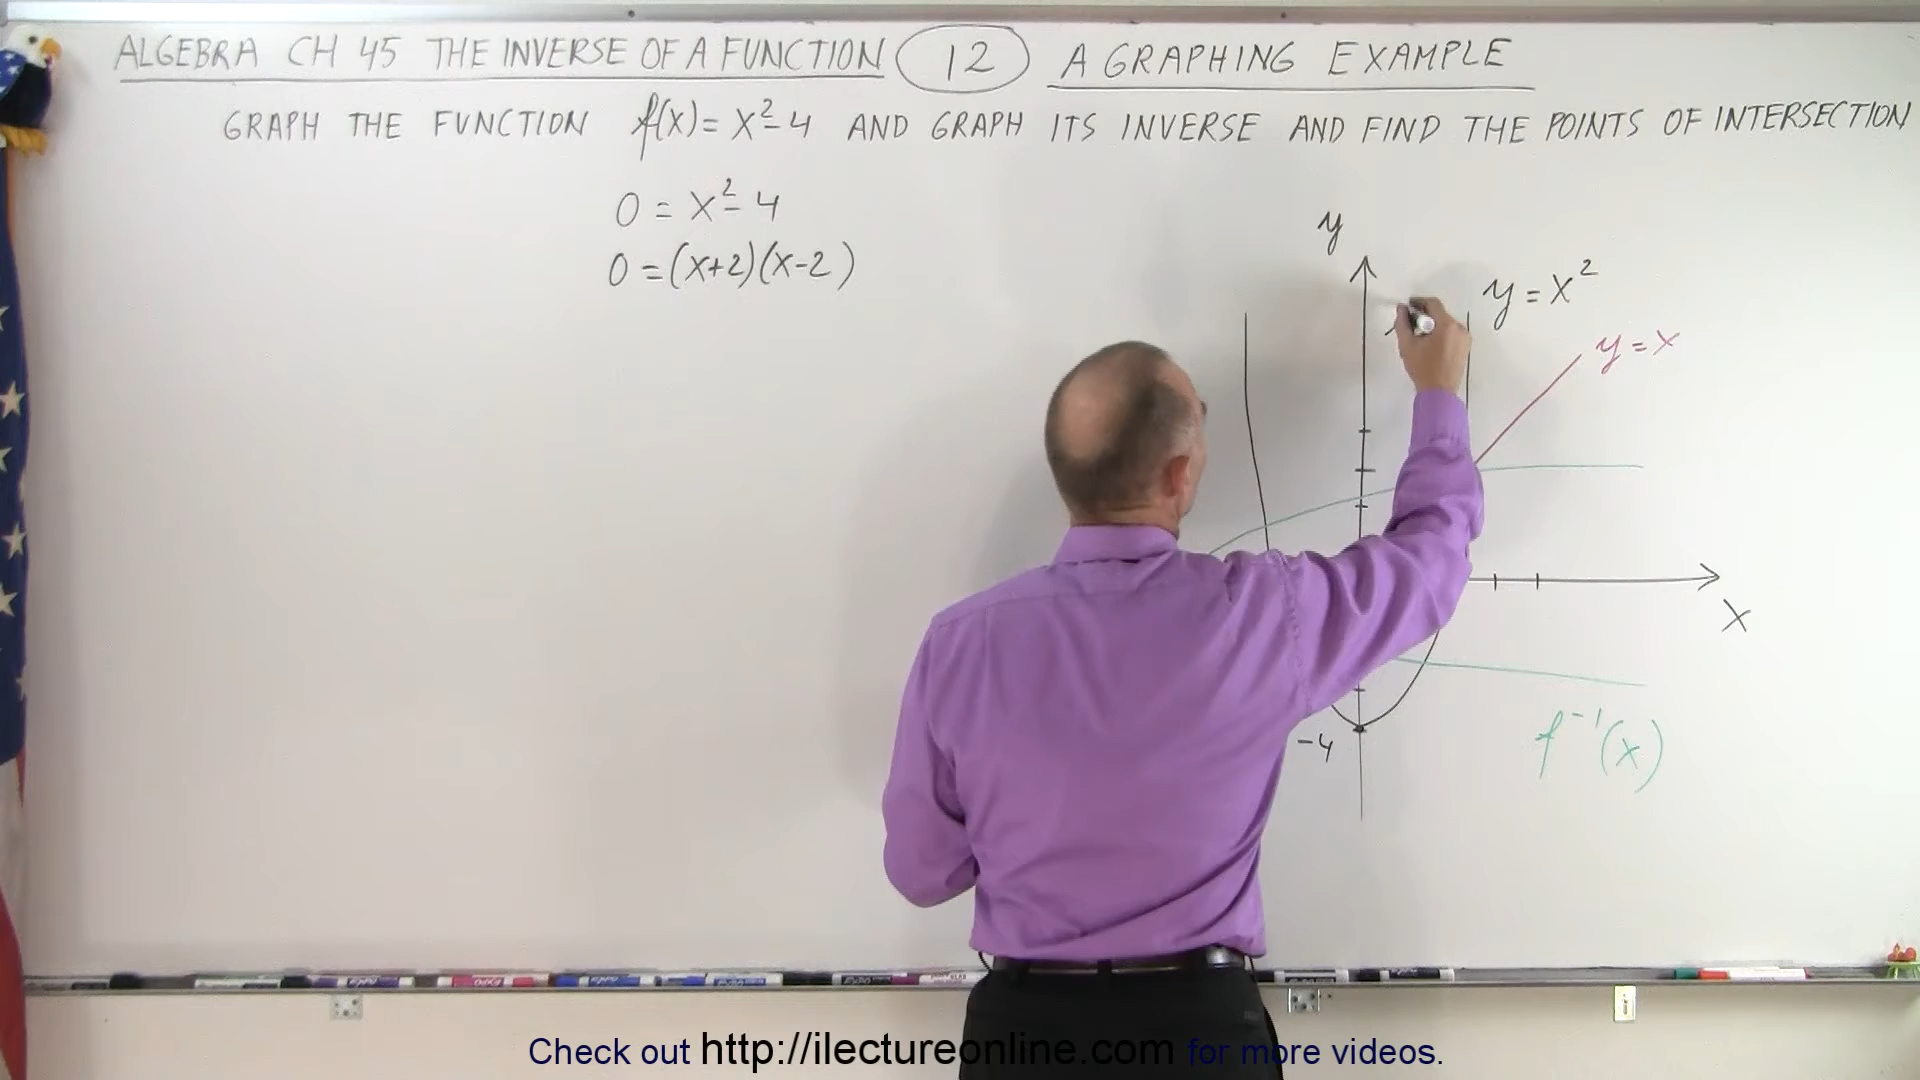 ALGEBRA CH 45 THE INVERSE OF A FUNCTION 12 A GRAPHING EXAMPLE
GRAPH THE FUNCTION f(x) = x²-4 AND GRAPH ITS INVERSE AND FIND THE POINTS OF INTERSECTION
0 = x²-4
0 = (x+2)(x-2)
y
y = x²
y = x
x
-4
f⁻¹(x)
Check out http://ilectureonline.com for more videos.